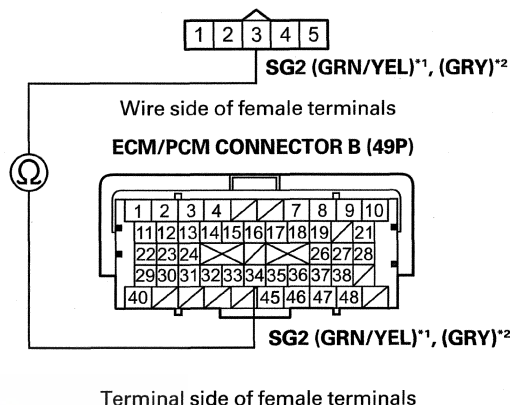 1 2 3 4 5
SG2 (GRN/YEL)*1, (GRY)*2
Wire side of female terminals
ECM/PCM CONNECTOR B (49P)
Ω
1 2 3 4 7 8 9 10
11 12 13 14 15 16 17 18 19 21
22 23 24 26 27 28
29 30 31 32 33 34 35 36 37 38
40 45 46 47 48
SG2 (GRN/YEL)*1, (GRY)*2
Terminal side of female terminals